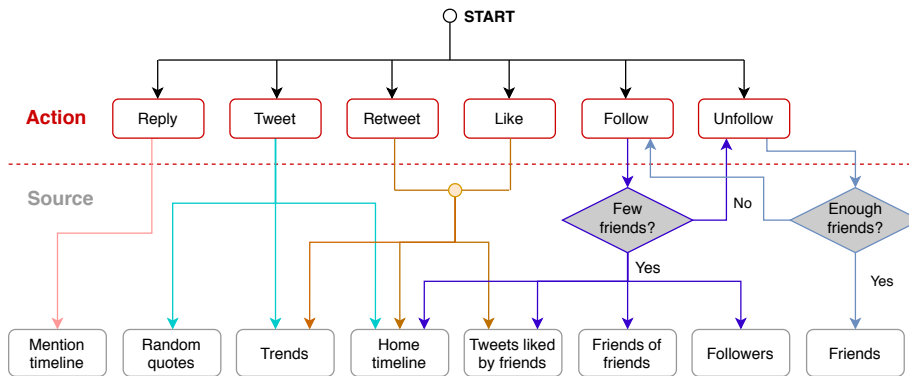 START
Action
Reply
Tweet
Retweet
Like
Follow
Unfollow
Source
Few
friends?
No
Enough
friends?
Yes
Yes
Mention
timeline
Random
quotes
Trends
Home
timeline
Tweets liked
by friends
Friends of
friends
Followers
Friends